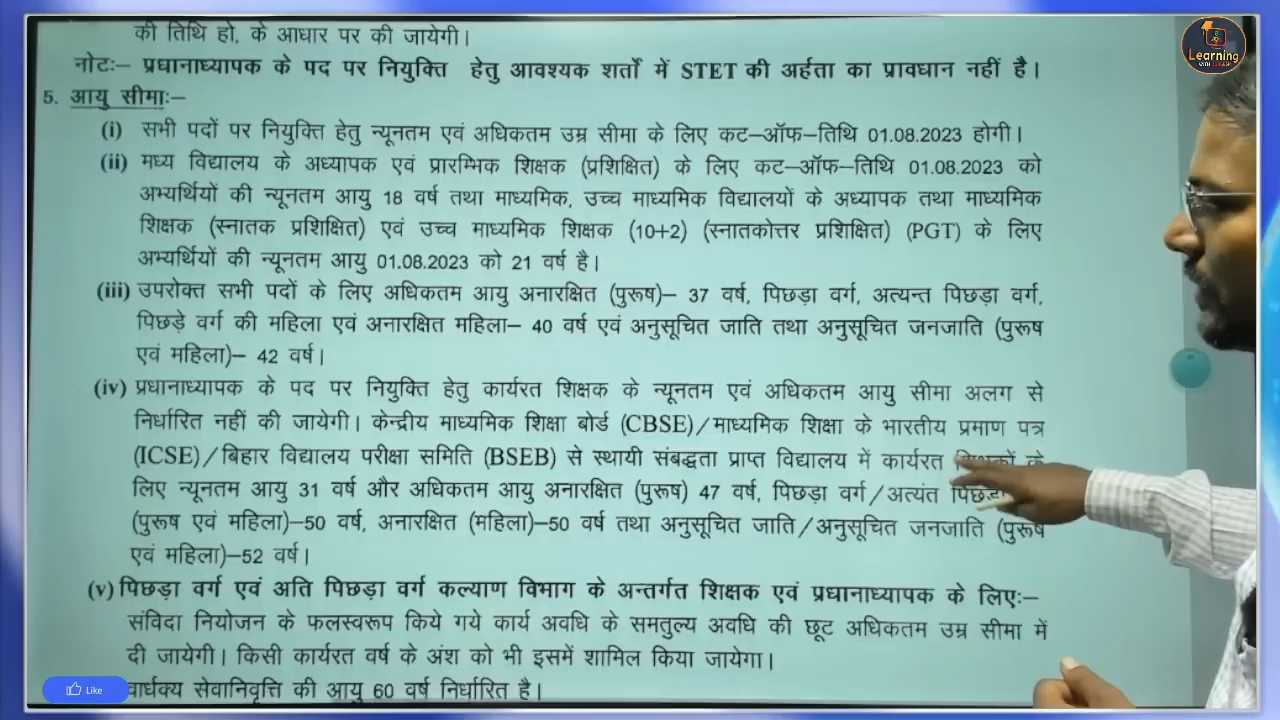 की तिथि हो, के आधार पर की जायेगी।
नोटः– प्रधानाध्यापक के पद पर नियुक्ति हेतु आवश्यक शर्तों में STET की अर्हता का प्रावधान नहीं है।
5. आयु सीमाः–
(i) सभी पदों पर नियुक्ति हेतु न्यूनतम एवं अधिकतम उम्र सीमा के लिए कट–ऑफ–तिथि 01.08.2023 होगी।
(ii) मध्य विद्यालय के अध्यापक एवं प्रारम्भिक शिक्षक (प्रशिक्षित) के लिए कट–ऑफ–तिथि 01.08.2023 को
अभ्यर्थियों की न्यूनतम आयु 18 वर्ष तथा माध्यमिक, उच्च माध्यमिक विद्यालयों के अध्यापक तथा माध्यमिक
शिक्षक (स्नातक प्रशिक्षित) एवं उच्च माध्यमिक शिक्षक (10+2) (स्नातकोत्तर प्रशिक्षित) (PGT) के लिए
अभ्यर्थियों की न्यूनतम आयु 01.08.2023 को 21 वर्ष है।
(iii) उपरोक्त सभी पदों के लिए अधिकतम आयु अनारक्षित (पुरूष)– 37 वर्ष, पिछड़ा वर्ग, अत्यन्त पिछड़ा वर्ग,
पिछड़े वर्ग की महिला एवं अनारक्षित महिला– 40 वर्ष एवं अनुसूचित जाति तथा अनुसूचित जनजाति (पुरूष
एवं महिला)– 42 वर्ष।
(iv) प्रधानाध्यापक के पद पर नियुक्ति हेतु कार्यरत शिक्षक के न्यूनतम एवं अधिकतम आयु सीमा अलग से
निर्धारित नहीं की जायेगी। केन्द्रीय माध्यमिक शिक्षा बोर्ड (CBSE)/माध्यमिक शिक्षा के भारतीय प्रमाण पत्र
(ICSE)/बिहार विद्यालय परीक्षा समिति (BSEB) से स्थायी संबद्धता प्राप्त विद्यालय में कार्यरत
लिए न्यूनतम आयु 31 वर्ष और अधिकतम आयु अनारक्षित (पुरूष) 47 वर्ष, पिछड़ा वर्ग/अत्यंत पिछड़ा
(पुरूष एवं महिला)–50 वर्ष, अनारक्षित (महिला)–50 वर्ष तथा अनुसूचित जाति/अनुसूचित जनजाति (पुरूष
एवं महिला)–52 वर्ष।
(v) पिछड़ा वर्ग एवं अति पिछड़ा वर्ग कल्याण विभाग के अन्तर्गत शिक्षक एवं प्रधानाध्यापक के लिएः–
संविदा नियोजन के फलस्वरूप किये गये कार्य अवधि के समतुल्य अवधि की छूट अधिकतम उम्र सीमा में
दी जायेगी। किसी कार्यरत वर्ष के अंश को भी इसमें शामिल किया जायेगा।
वार्धक्य सेवानिवृत्ति की आयु 60 वर्ष निर्धारित है।
Learning
Like